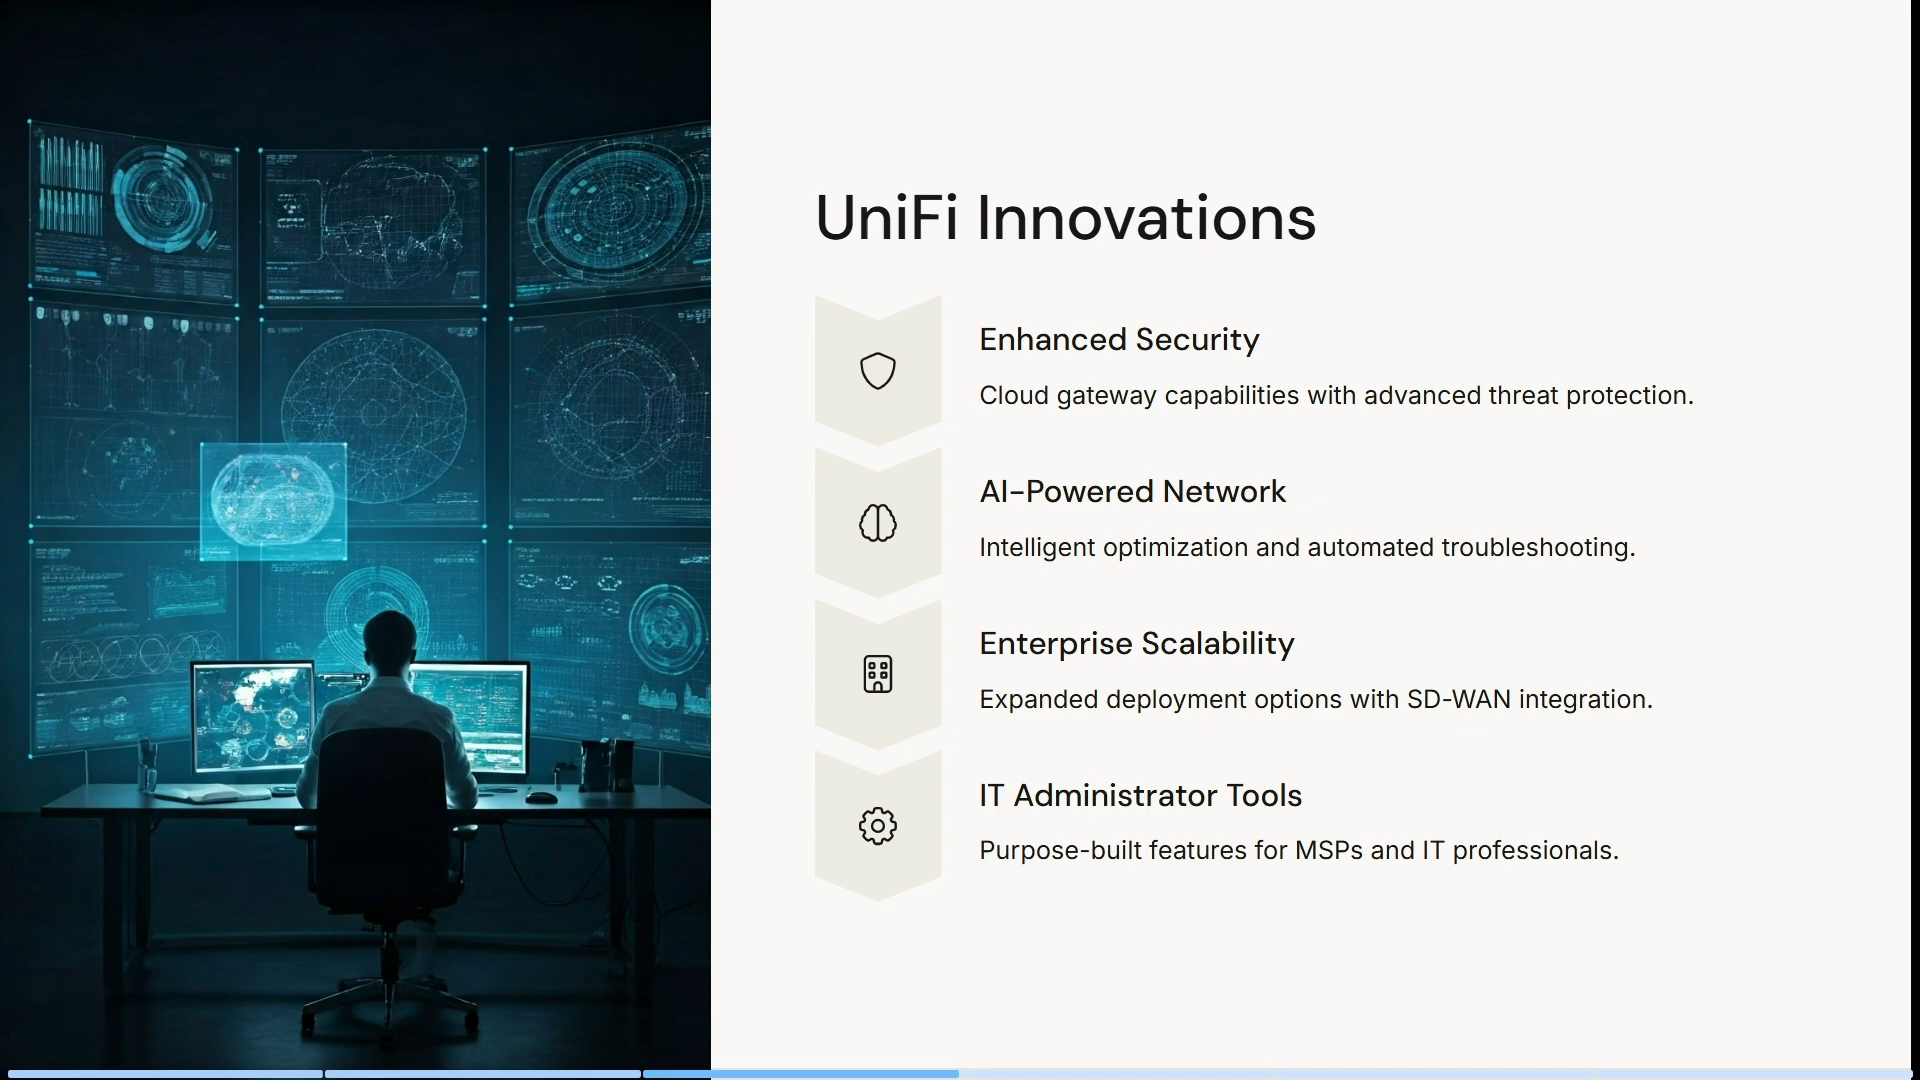 UniFi Innovations
Enhanced Security
Cloud gateway capabilities with advanced threat protection.
AI-Powered Network
Intelligent optimization and automated troubleshooting.
Enterprise Scalability
Expanded deployment options with SD-WAN integration.
IT Administrator Tools
Purpose-built features for MSPs and IT professionals.